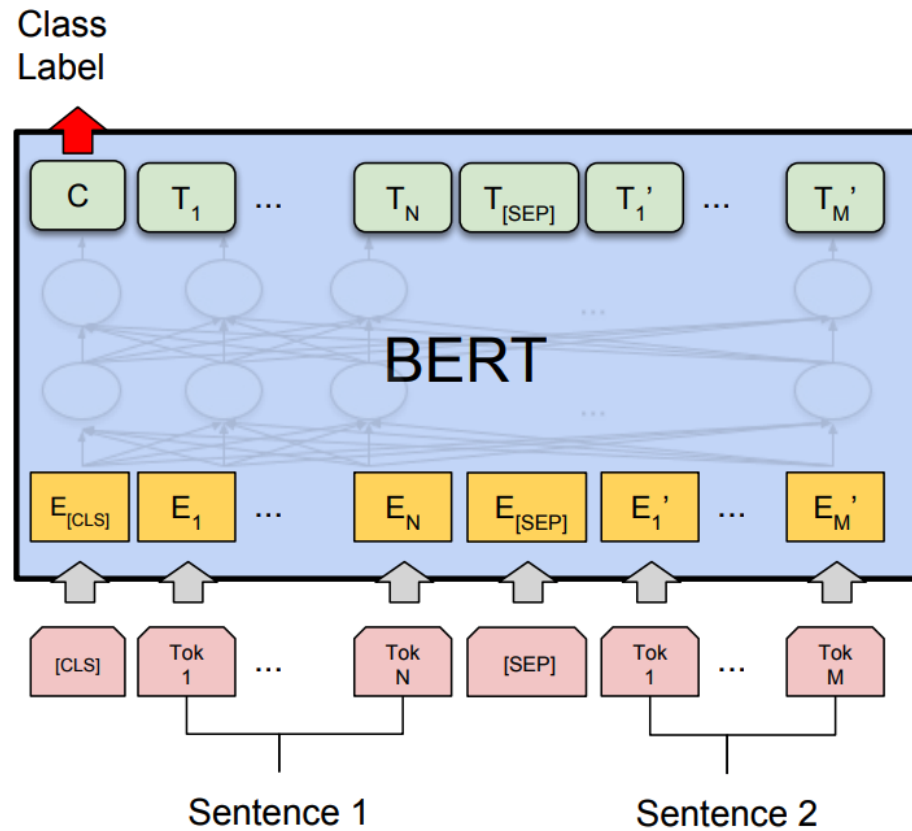 Class
Label
C T1 ... TN T[SEP] T1' ... TM'
...
BERT
...
E[CLS] E1 ... EN E[SEP] E1' ... EM'
[CLS] Tok 1 ... Tok N [SEP] Tok 1 ... Tok M
Sentence 1 Sentence 2